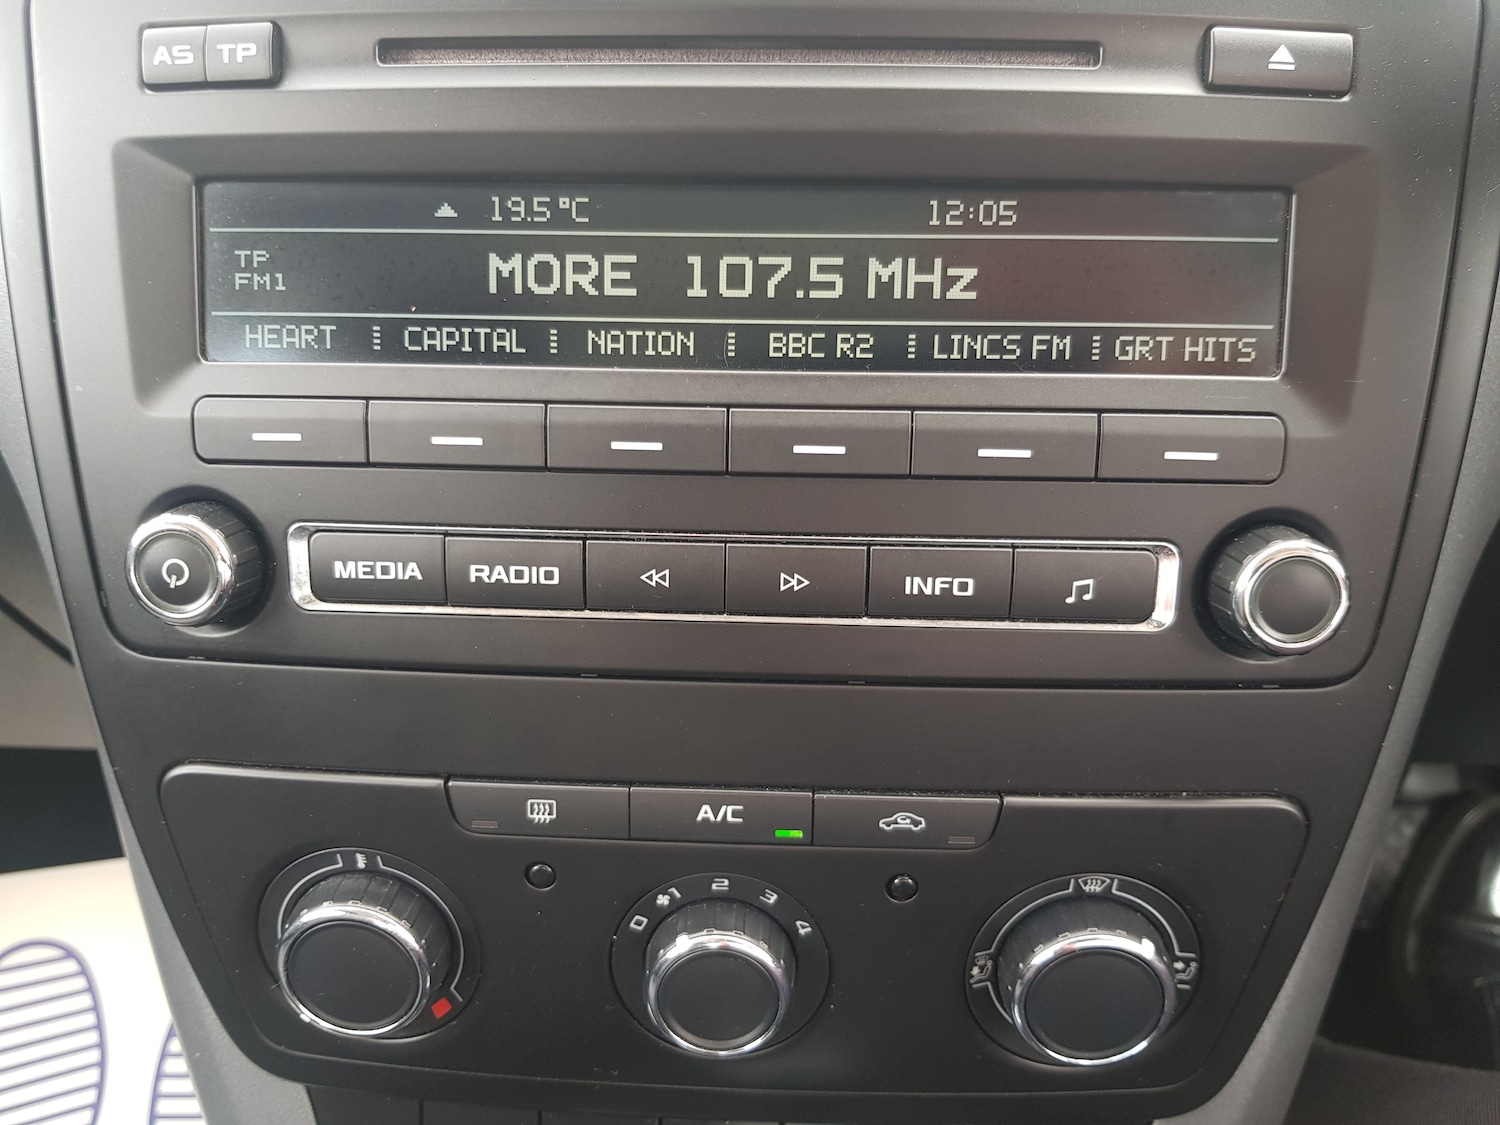 AS TP
19.5 °C 12:05
TP
FM1
MORE 107.5 MHz
HEART CAPITAL NATION BBC R2 LINCS FM GRT HITS
MEDIA RADIO INFO
A/C
0 1 2 3 4